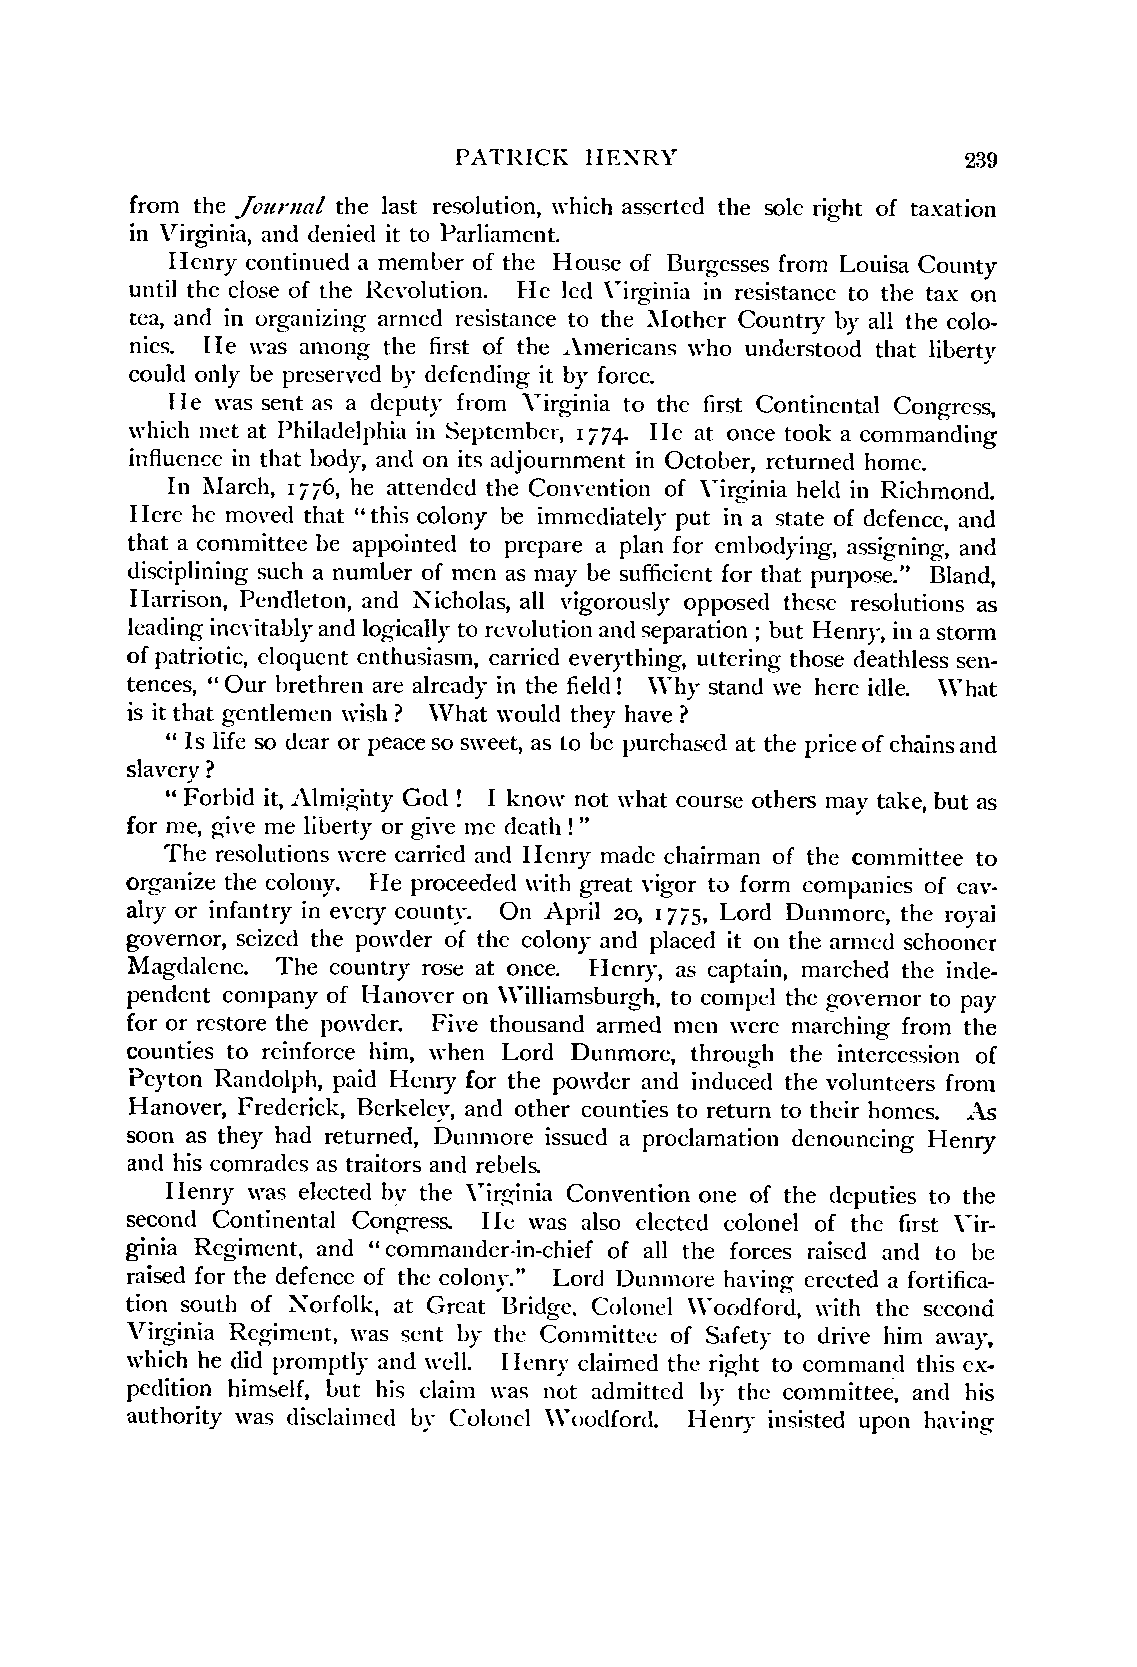 PATRICK HENRY 239
from the Journal the last resolution, which asserted the sole right of taxation
in Virginia, and denied it to Parliament.
Henry continued a member of the House of Burgesses from Louisa County
until the close of the Revolution. He led Virginia in resistance to the tax on
tea, and in organizing armed resistance to the Mother Country by all the colo-
nies. He was among the first of the Americans who understood that liberty
could only be preserved by defending it by force.
He was sent as a deputy from Virginia to the first Continental Congress,
which met at Philadelphia in September, 1774. He at once took a commanding
influence in that body, and on its adjournment in October, returned home.
In March, 1776, he attended the Convention of Virginia held in Richmond.
Here he moved that "this colony be immediately put in a state of defence, and
that a committee be appointed to prepare a plan for embodying, assigning, and
disciplining such a number of men as may be sufficient for that purpose." Bland,
Harrison, Pendleton, and Nicholas, all vigorously opposed these resolutions as
leading inevitably and logically to revolution and separation ; but Henry, in a storm
of patriotic, eloquent enthusiasm, carried everything, uttering those deathless sen-
tences, "Our brethren are already in the field! Why stand we here idle. What
is it that gentlemen wish? What would they have?
"Is life so dear or peace so sweet, as to be purchased at the price of chains and
slavery?
"Forbid it, Almighty God! I know not what course others may take, but as
for me, give me liberty or give me death!"
The resolutions were carried and Henry made chairman of the committee to
organize the colony. He proceeded with great vigor to form companies of cav-
alry or infantry in every county. On April 20, 1775, Lord Dunmore, the royal
governor, seized the powder of the colony and placed it on the armed schooner
Magdalene. The country rose at once. Henry, as captain, marched the inde-
pendent company of Hanover on Williamsburgh, to compel the governor to pay
for or restore the powder. Five thousand armed men were marching from the
counties to reinforce him, when Lord Dunmore, through the intercession of
Peyton Randolph, paid Henry for the powder and induced the volunteers from
Hanover, Frederick, Berkeley, and other counties to return to their homes. As
soon as they had returned, Dunmore issued a proclamation denouncing Henry
and his comrades as traitors and rebels.
Henry was elected by the Virginia Convention one of the deputies to the
second Continental Congress. He was also elected colonel of the first Vir-
ginia Regiment, and "commander-in-chief of all the forces raised and to be
raised for the defence of the colony." Lord Dunmore having erected a fortifica-
tion south of Norfolk, at Great Bridge, Colonel Woodford, with the second
Virginia Regiment, was sent by the Committee of Safety to drive him away,
which he did promptly and well. Henry claimed the right to command this ex-
pedition himself, but his claim was not admitted by the committee, and his
authority was disclaimed by Colonel Woodford. Henry insisted upon having